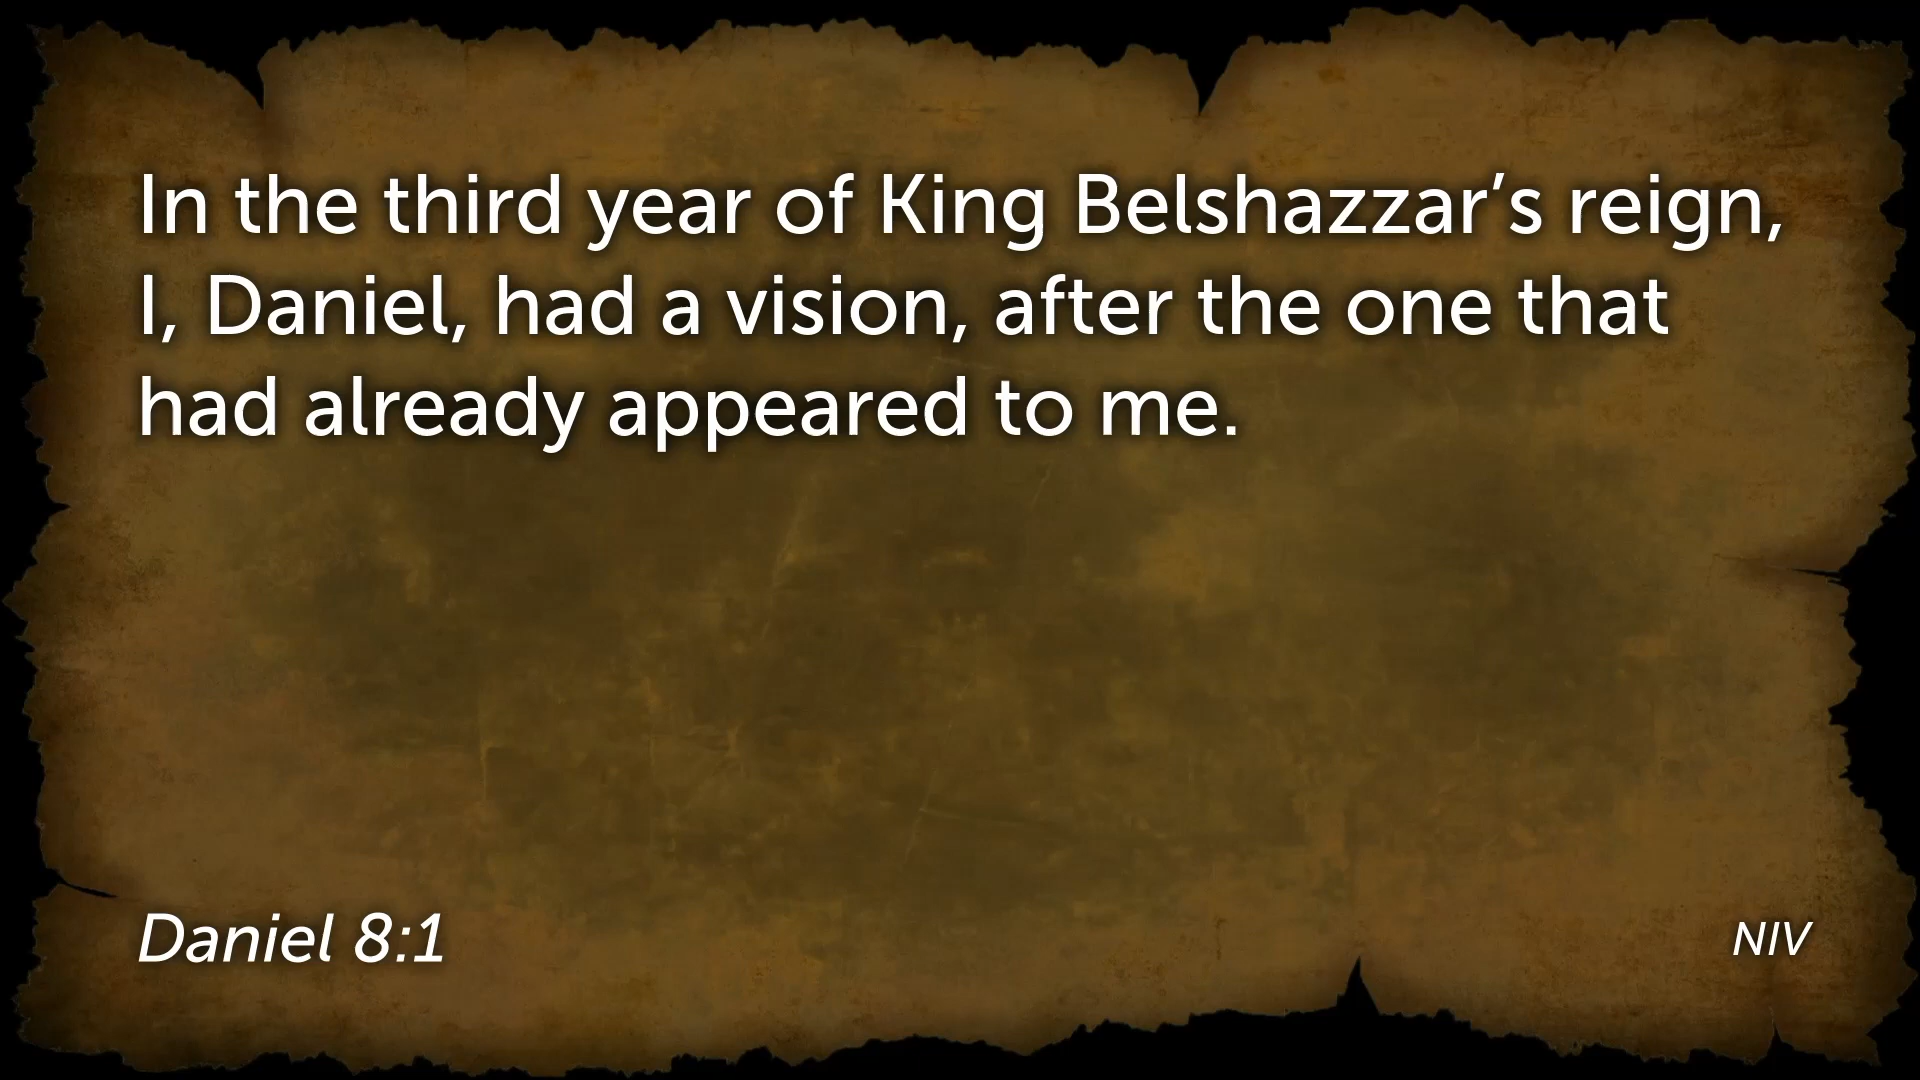 In the third year of King Belshazzar’s reign,
I, Daniel, had a vision, after the one that
had already appeared to me.
Daniel 8:1
NIV